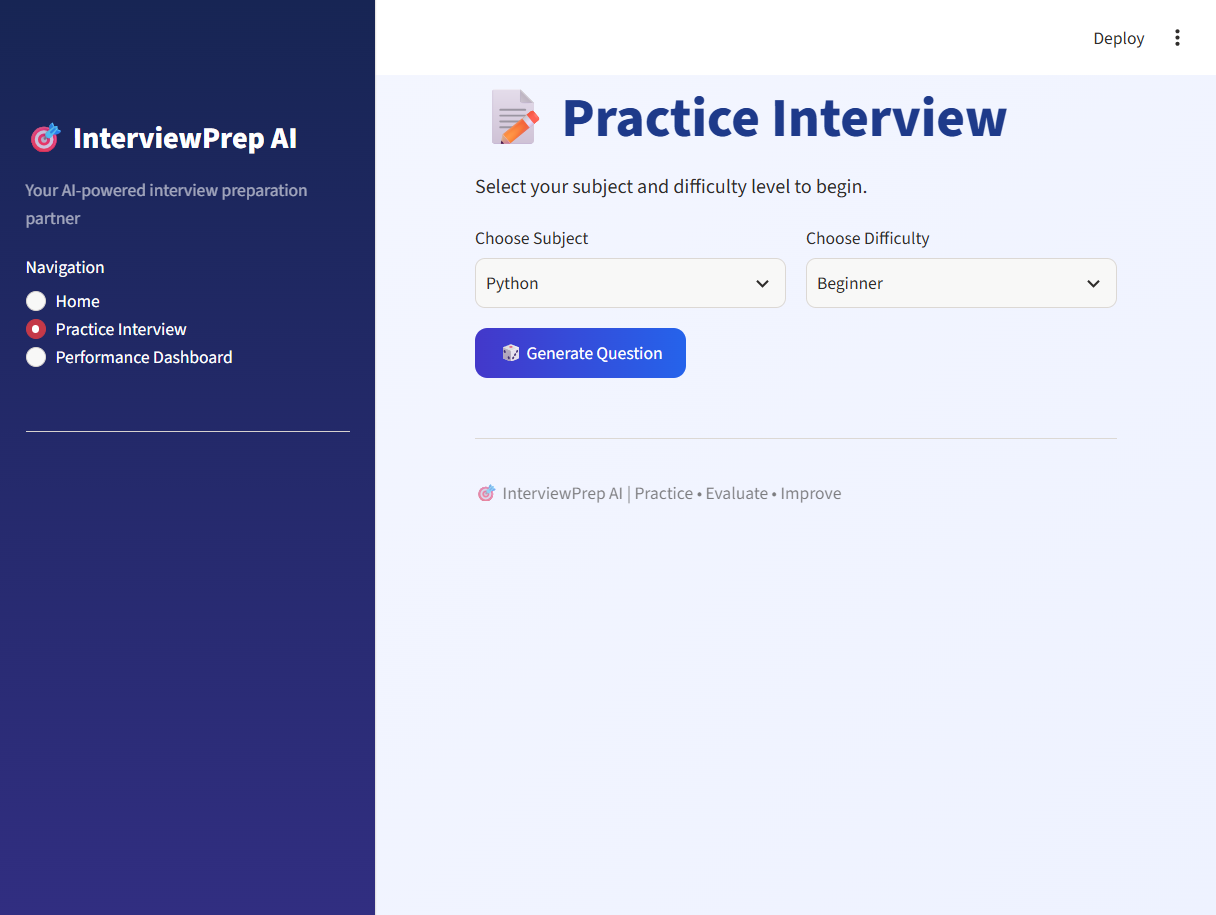 InterviewPrep AI
Your AI-powered interview preparation
partner
Navigation
Home
Practice Interview
Performance Dashboard
Deploy
Practice Interview
Select your subject and difficulty level to begin.
Choose Subject
Choose Difficulty
Python
Beginner
Generate Question
InterviewPrep AI | Practice • Evaluate • Improve